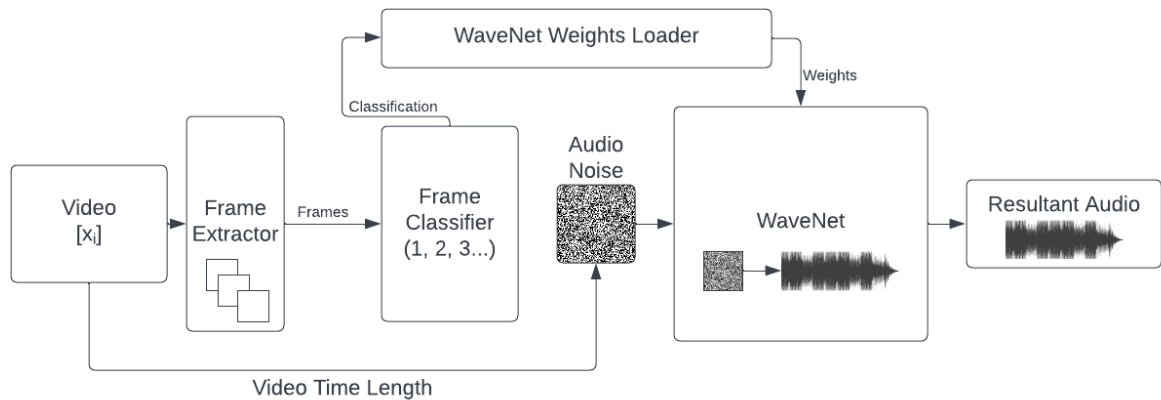 WaveNet Weights Loader
Weights
Classification
Audio
Noise
Video
[xᵢ]
Frame
Extractor
Frames
Frame
Classifier
(1, 2, 3...)
WaveNet
Resultant Audio
Video Time Length